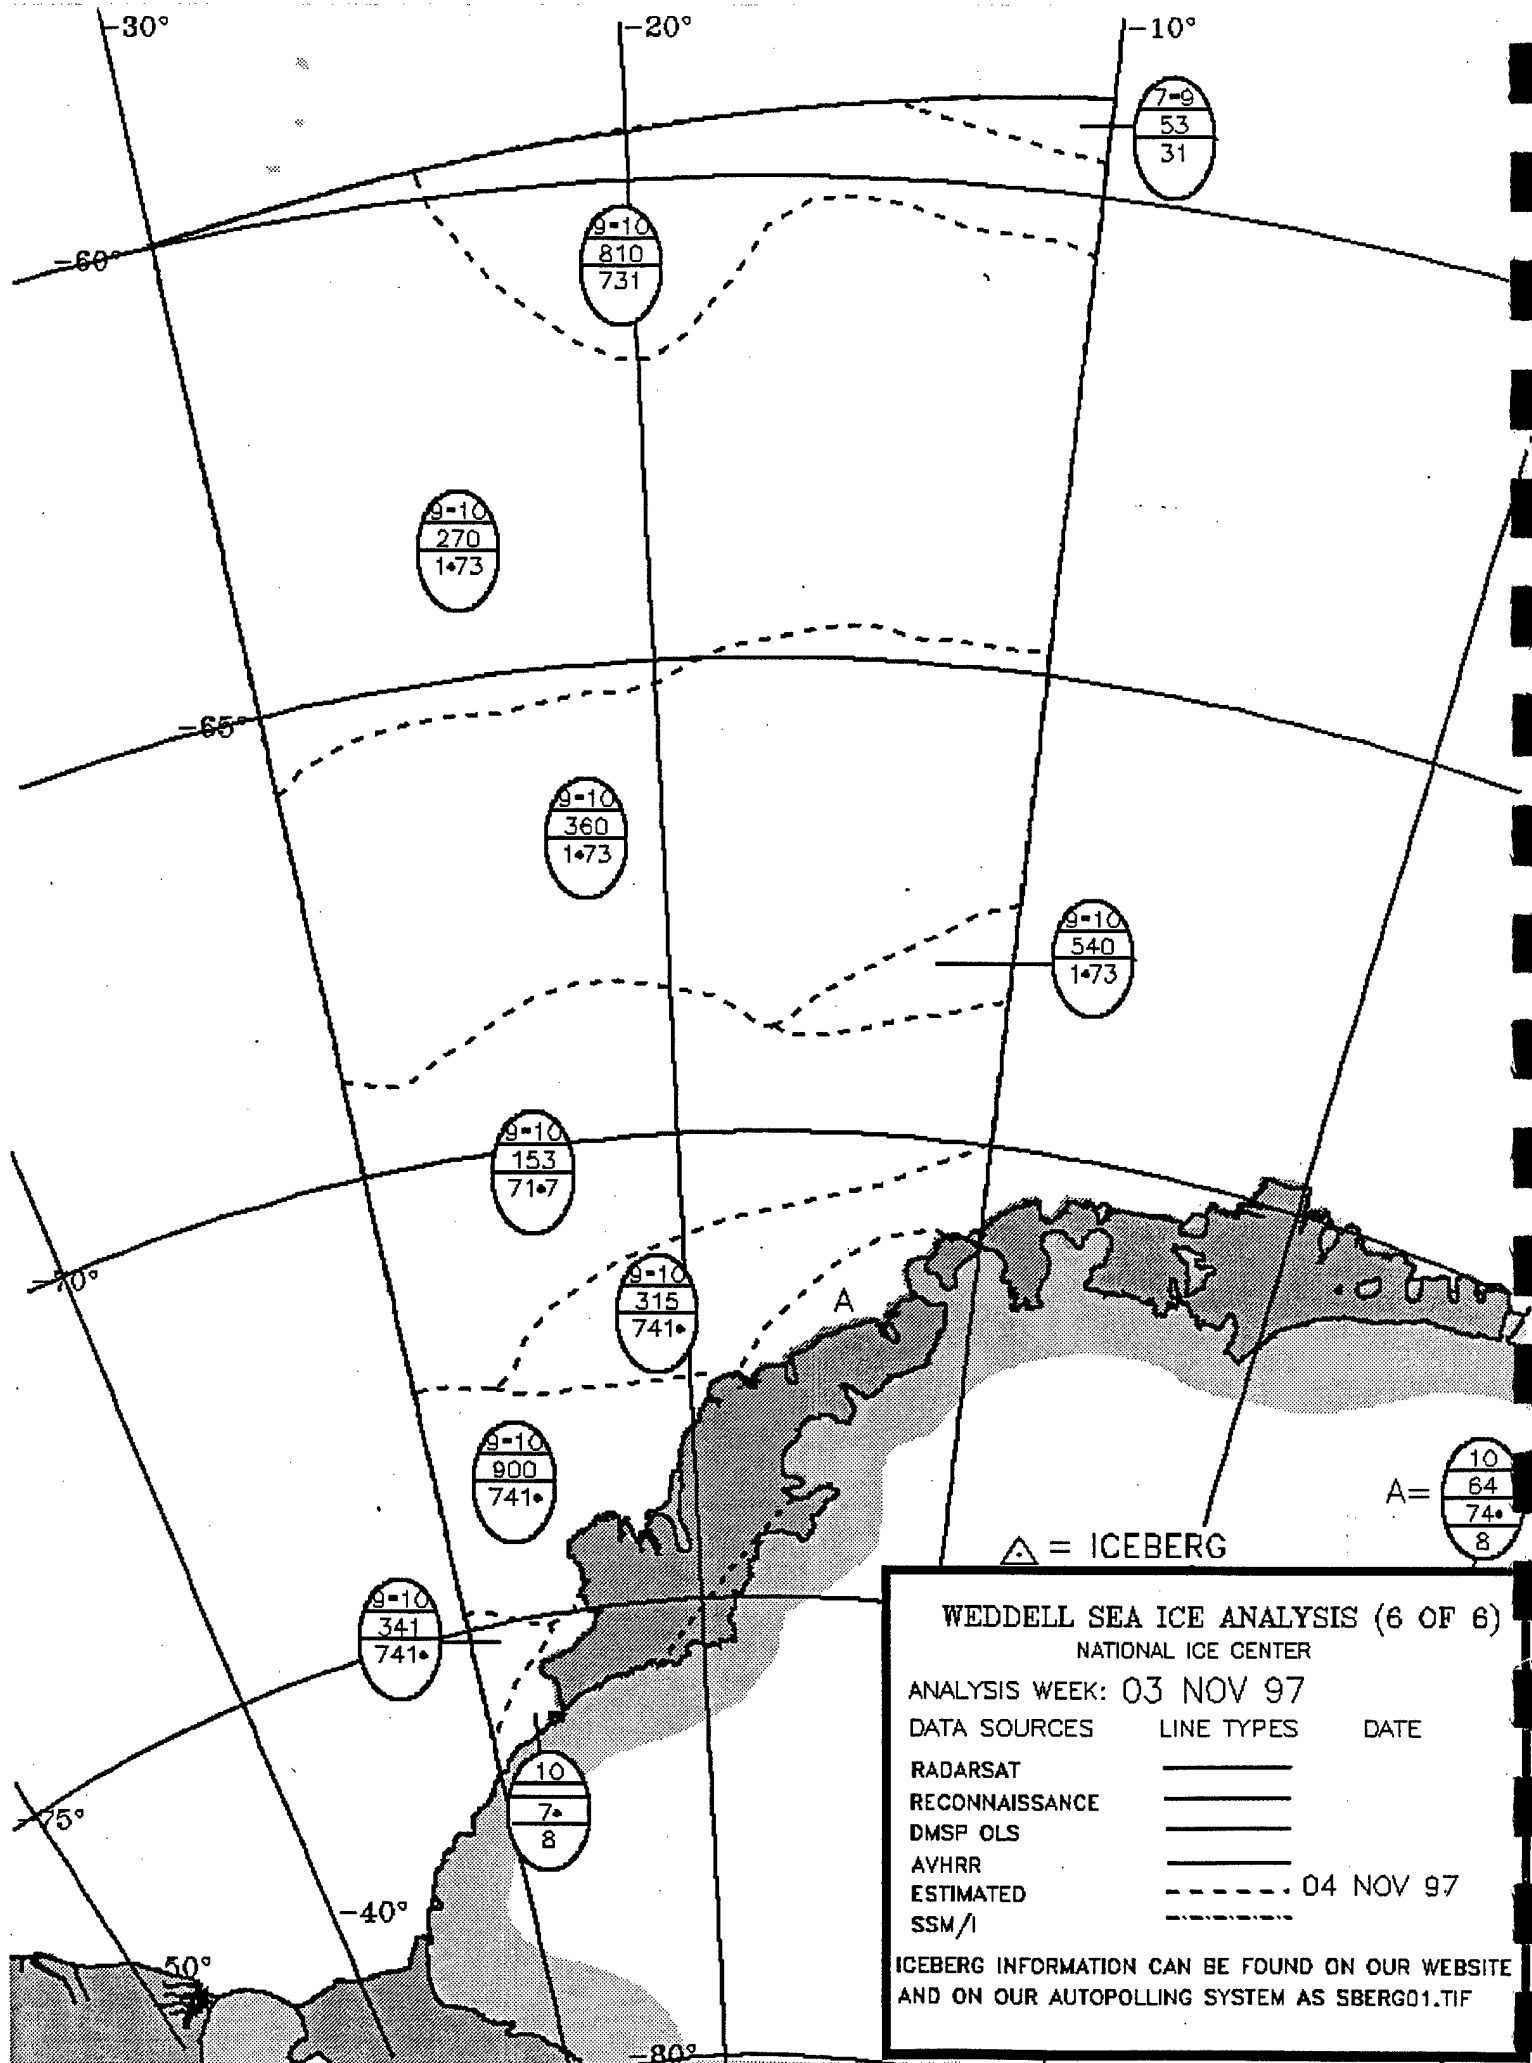 -30°
-20°
-10°
7-9
53
31
-60°
9-10
810
731
9-10
270
1•73
-65°
9-10
360
1•73
9-10
540
1•73
9-10
153
71•7
-70°
9-10
315
741•
A
9-10
900
741•
A=
10
64
74•
8
= ICEBERG
9-10
341
741•
-75°
10
7•
8
-40°
50°
-80°
WEDDELL SEA ICE ANALYSIS (6 OF 6)
NATIONAL ICE CENTER
ANALYSIS WEEK: 03 NOV 97
DATA SOURCES LINE TYPES DATE
RADARSAT
RECONNAISSANCE
DMSP OLS
AVHRR
ESTIMATED 04 NOV 97
SSM/I
ICEBERG INFORMATION CAN BE FOUND ON OUR WEBSITE
AND ON OUR AUTOPOLLING SYSTEM AS SBERG01.TIF